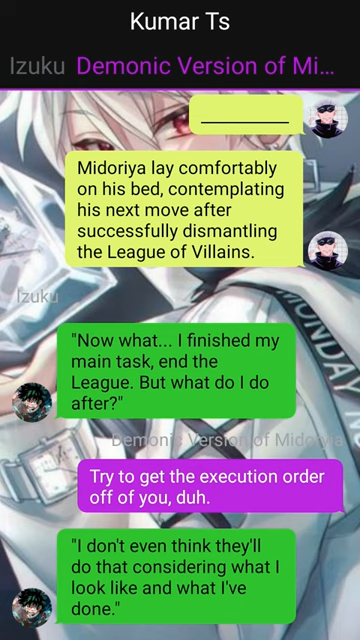 Kumar Ts
Izuku Demonic Version of Mi...
Midoriya lay comfortably
on his bed, contemplating
his next move after
successfully dismantling
the League of Villains.
Izuku
MONDAY
"Now what... I finished my
main task, end the
League. But what do I do
after?"
Demonic Version of Midoriya
Try to get the execution order
off of you, duh.
"I don't even think they'll
do that considering what I
look like and what I've
done."